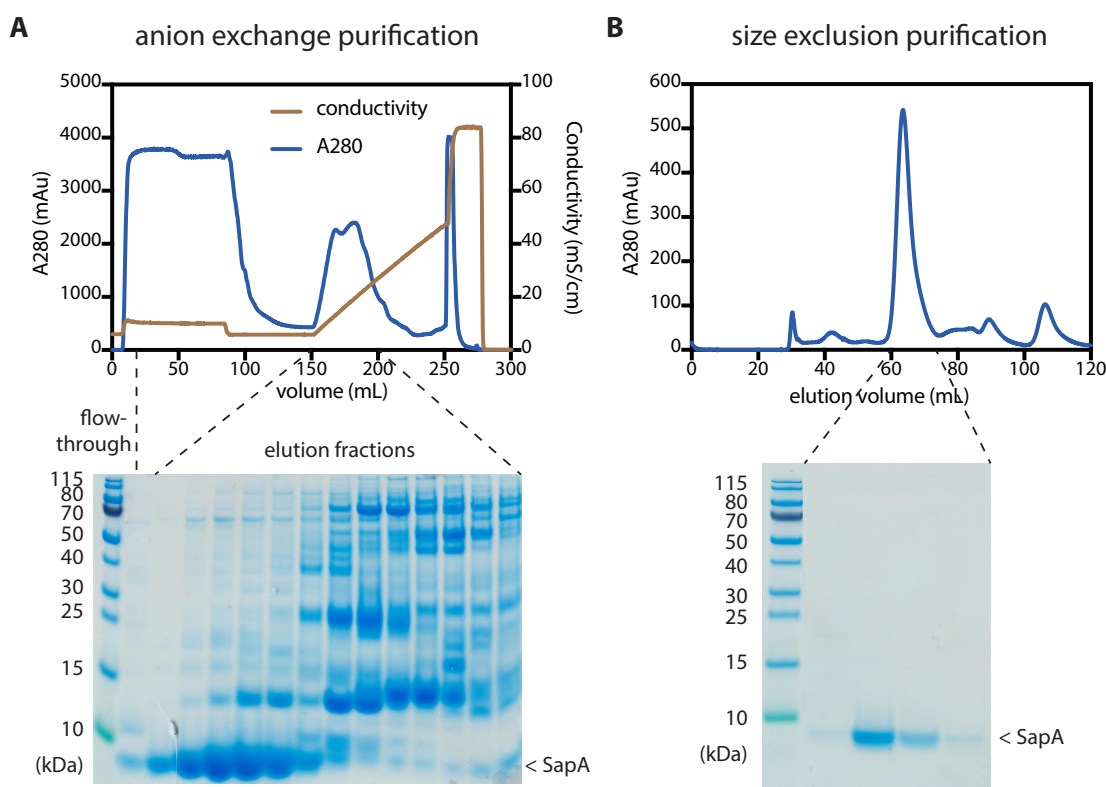 A
anion exchange purification
5000
4000
3000
2000
1000
0
A280 (mAu)
conductivity
A280
100
80
60
40
20
0
Conductivity (mS/cm)
0
50
100
150
200
250
300
volume (mL)
flow-
through
elution fractions
115
80
70
50
40
30
25
15
10
(kDa)
< SapA
B
size exclusion purification
600
500
400
300
200
100
0
A280 (mAu)
0
20
40
60
80
100
120
elution volume (mL)
115
80
70
50
40
30
25
15
10
(kDa)
< SapA